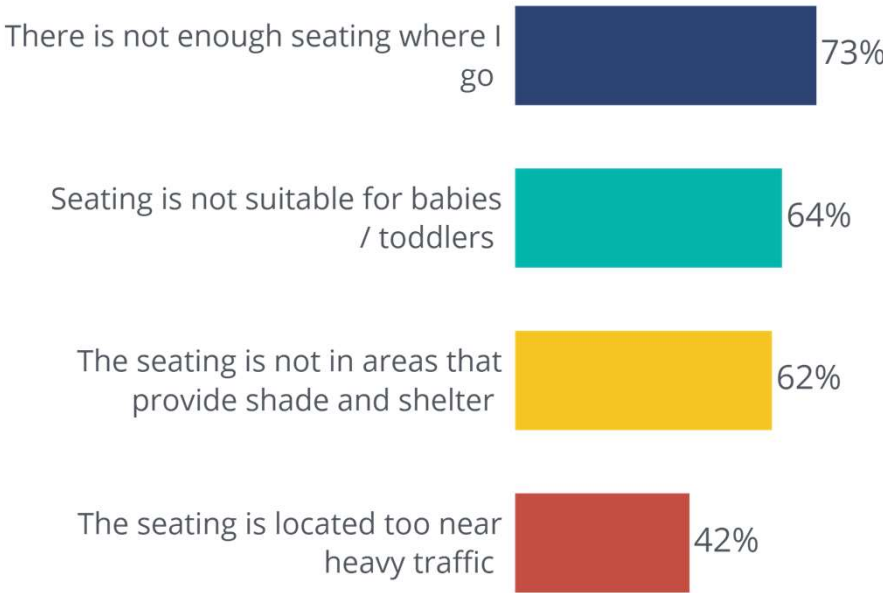 There is not enough seating where I
go
73%
Seating is not suitable for babies
/ toddlers
64%
The seating is not in areas that
provide shade and shelter
62%
The seating is located too near
heavy traffic
42%